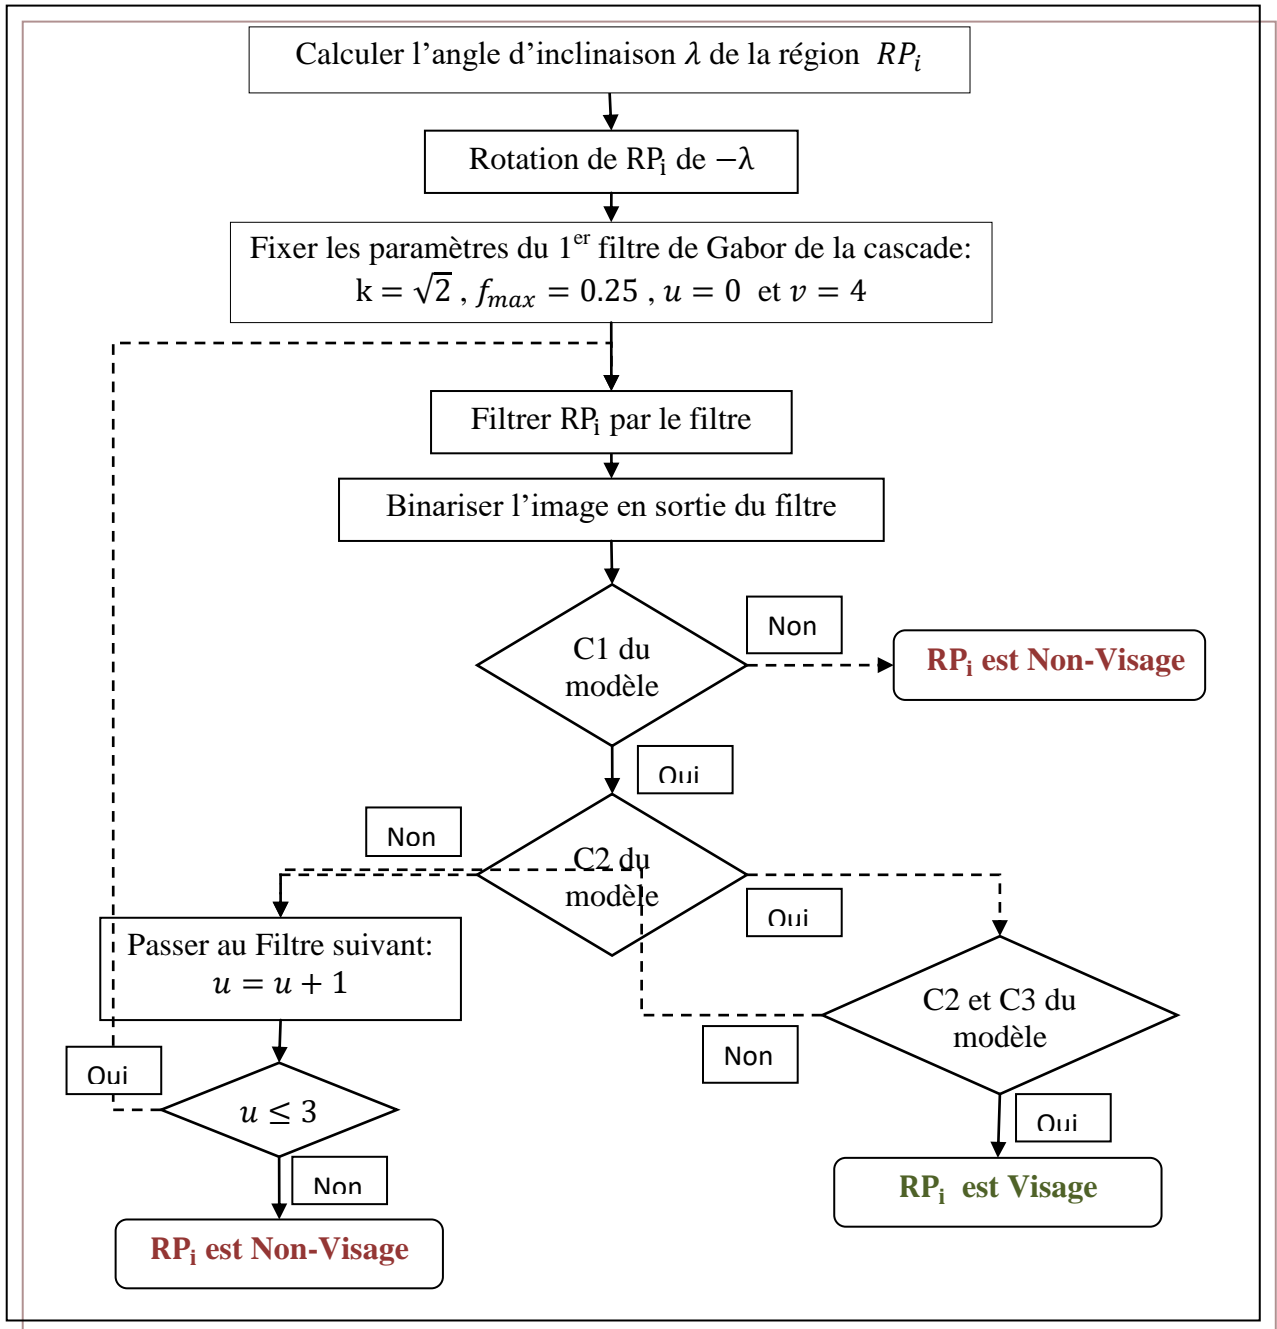 Calculer l’angle d’inclinaison λ de la région RPᵢ
Rotation de RPᵢ de −λ
Fixer les paramètres du 1ᵉʳ filtre de Gabor de la cascade:
k = √2 , f_max = 0.25 , u = 0 et v = 4
Filtrer RPᵢ par le filtre
Binariser l’image en sortie du filtre
C1 du
modèle
Non
RPᵢ est Non-Visage
Oui
C2 du
modèle
Non
Oui
Passer au Filtre suivant:
u = u + 1
C2 et C3 du
modèle
Non
Oui
u ≤ 3
Oui
Non
RPᵢ est Visage
RPᵢ est Non-Visage